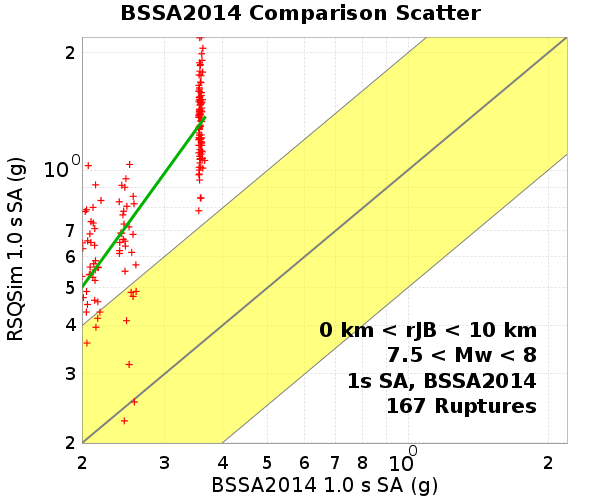 BSSA2014 Comparison Scatter
2
10⁰
7
6
5
4
3
2
RSQSim 1.0 s SA (g)
0 km < rJB < 10 km
7.5 < Mw < 8
1s SA, BSSA2014
167 Ruptures
2 3 4 5 6 7 8 10⁰ 2
BSSA2014 1.0 s SA (g)